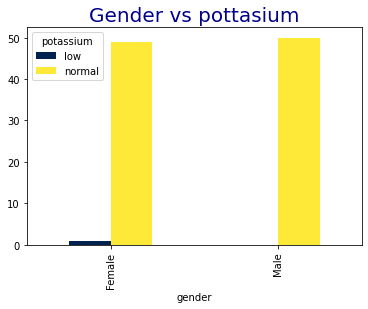 Gender vs pottasium
potassium
low
normal
50
40
30
20
10
0
Female
Male
gender